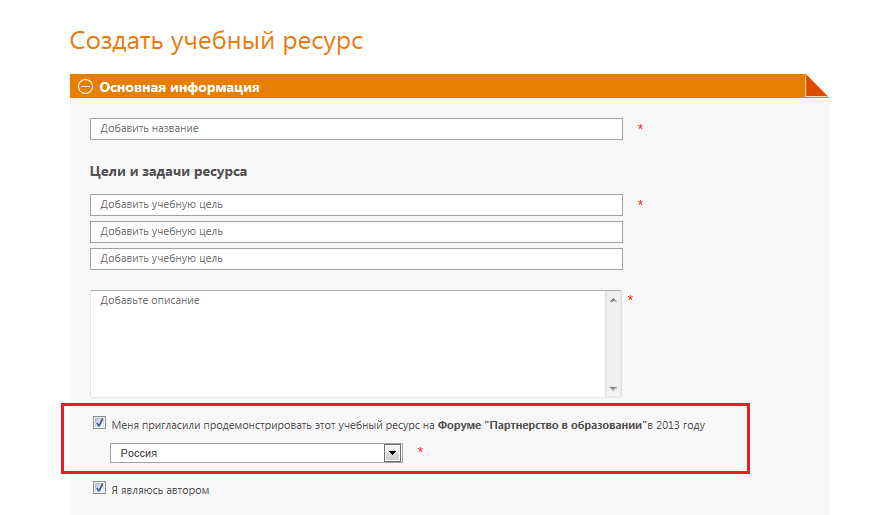 Создать учебный ресурс
Основная информация
Добавить название *
Цели и задачи ресурса
Добавить учебную цель *
Добавить учебную цель
Добавить учебную цель
Добавьте описание *
Меня пригласили продемонстрировать этот учебный ресурс на Форуме "Партнерство в образовании"в 2013 году
Россия *
Я являюсь автором